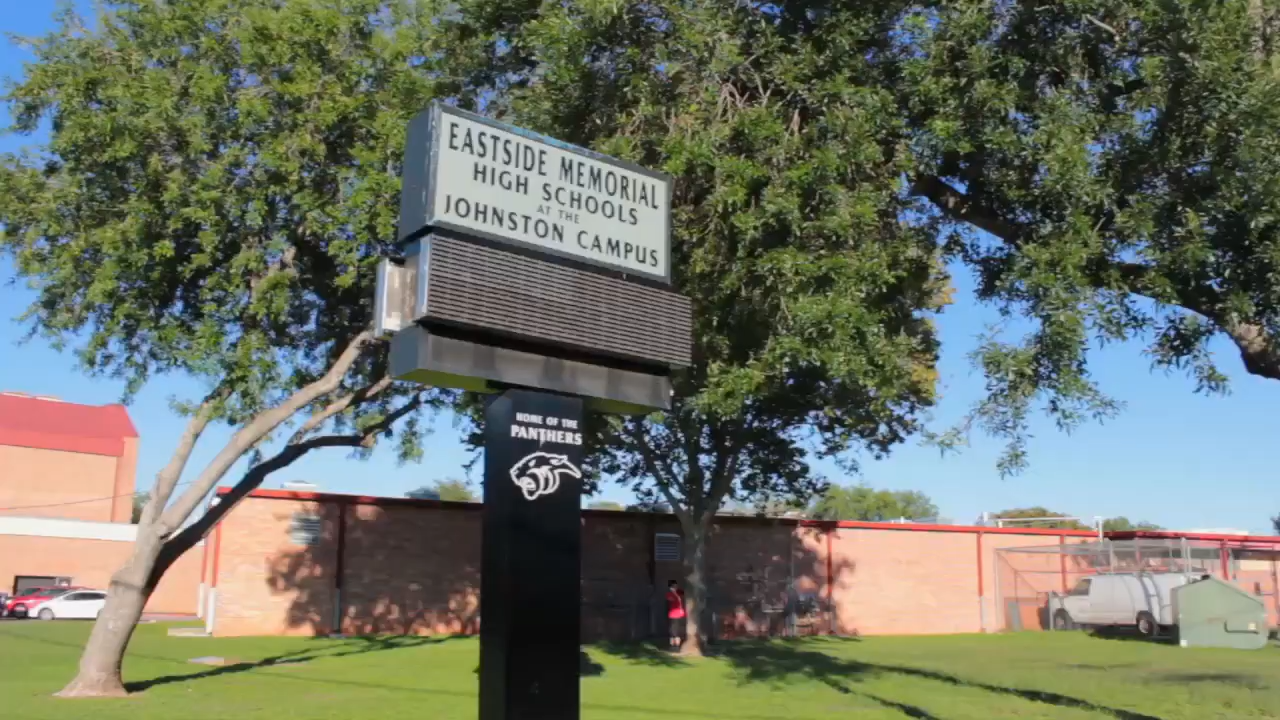 EASTSIDE MEMORIAL
HIGH SCHOOLS
AT THE
JOHNSTON CAMPUS
HOME OF THE
PANTHERS